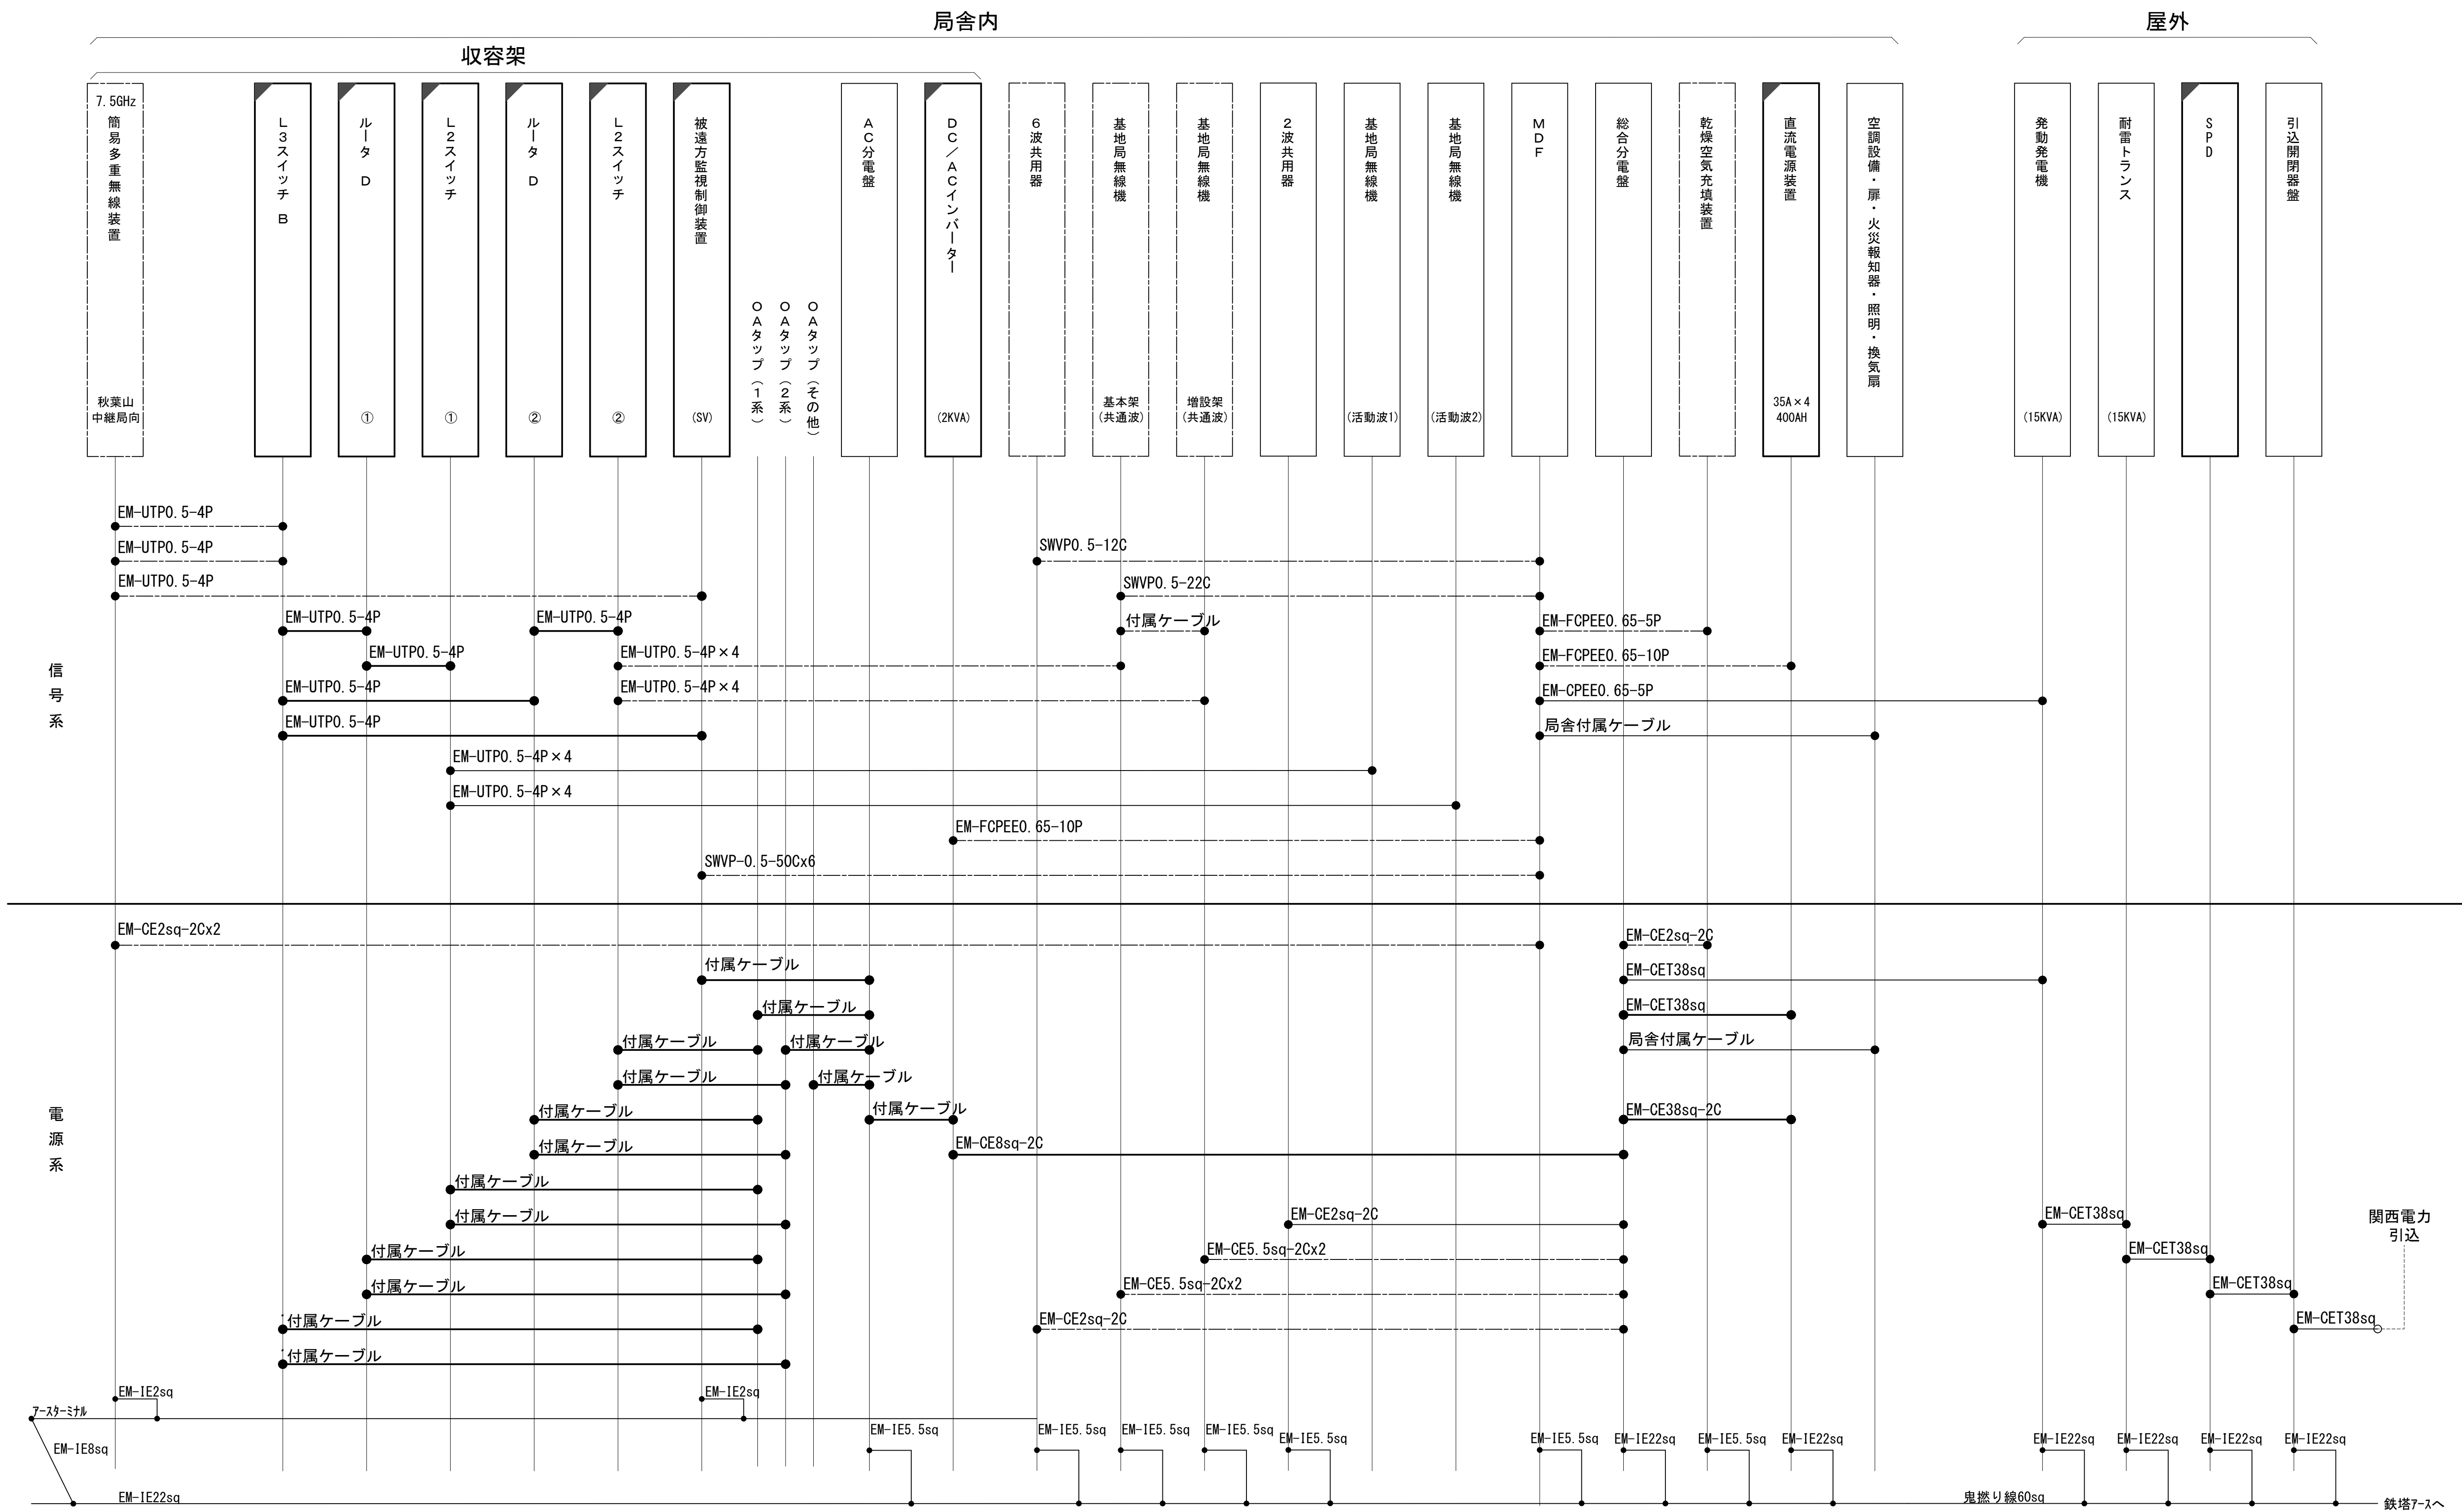 局舎内
屋外
収容架
7.5GHz
簡易多重無線装置
秋葉山
中継局向
L3スイッチ B
ルータ D
①
L2スイッチ
①
ルータ D
②
L2スイッチ
②
被遠方監視制御装置
(SV)
OAタップ(1系)
OAタップ(2系)
OAタップ(その他)
AC分電盤
DC/ACインバーター
(2KVA)
6波共用器
基地局無線機
基本架
(共通波)
基地局無線機
増設架
(共通波)
2波共用器
基地局無線機
(活動波1)
基地局無線機
(活動波2)
MDF
総合分電盤
乾燥空気充填装置
直流電源装置
35A×4
400AH
空調設備・扉・火災報知器・照明・換気扇
発動発電機
(15KVA)
耐雷トランス
(15KVA)
SPD
引込開閉器盤
信号系
EM-UTP0.5-4P
EM-UTP0.5-4P
SWVP0.5-12C
EM-UTP0.5-4P
SWVP0.5-22C
EM-UTP0.5-4P
EM-UTP0.5-4P
付属ケーブル
EM-FCPEE0.65-5P
EM-UTP0.5-4P
EM-UTP0.5-4P×4
EM-FCPEE0.65-10P
EM-UTP0.5-4P
EM-UTP0.5-4P×4
EM-CPEE0.65-5P
EM-UTP0.5-4P
局舎付属ケーブル
EM-UTP0.5-4P×4
EM-UTP0.5-4P×4
EM-FCPEE0.65-10P
SWVP-0.5-50Cx6
電源系
EM-CE2sq-2Cx2
EM-CE2sq-2C
付属ケーブル
EM-CET38sq
付属ケーブル
EM-CET38sq
付属ケーブル
付属ケーブル
局舎付属ケーブル
付属ケーブル
付属ケーブル
付属ケーブル
付属ケーブル
EM-CE38sq-2C
付属ケーブル
EM-CE8sq-2C
付属ケーブル
付属ケーブル
EM-CE2sq-2C
EM-CET38sq
関西電力
引込
付属ケーブル
EM-CE5.5sq-2Cx2
EM-CET38sq
付属ケーブル
EM-CE5.5sq-2Cx2
EM-CET38sq
付属ケーブル
EM-CE2sq-2C
EM-CET38sq
付属ケーブル
EM-IE2sq
EM-IE2sq
アースターミナル
EM-IE8sq
EM-IE5.5sq
EM-IE5.5sq
EM-IE5.5sq
EM-IE5.5sq
EM-IE5.5sq
EM-IE5.5sq
EM-IE22sq
EM-IE5.5sq
EM-IE22sq
EM-IE22sq
EM-IE22sq
EM-IE22sq
EM-IE22sq
EM-IE22sq
鬼撚り線60sq
鉄塔アースへ